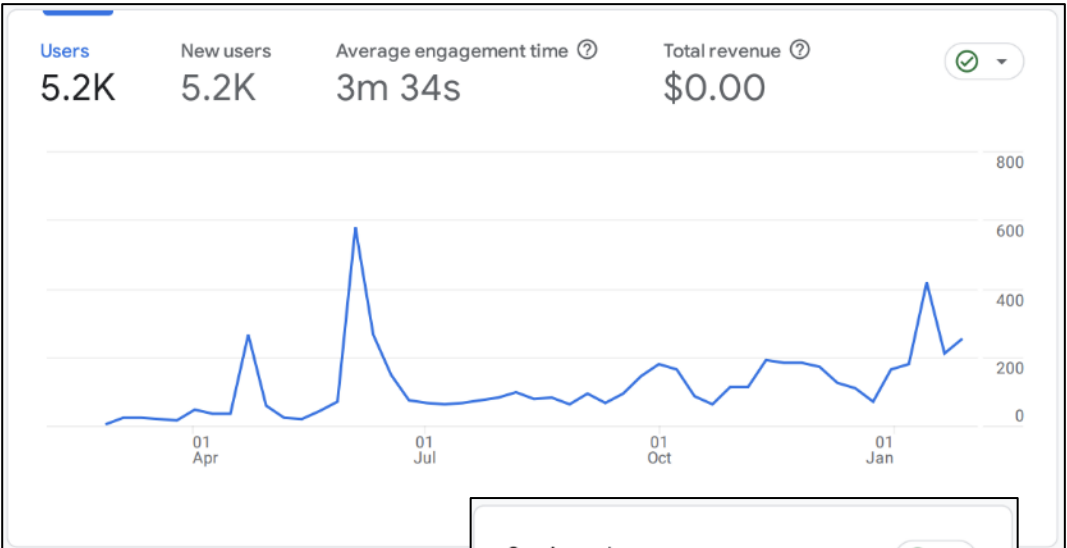 Users New users Average engagement time Total revenue
5.2K 5.2K 3m 34s $0.00
800
600
400
200
0
01 01 01 01
Apr Jul Oct Jan